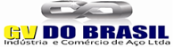 GV DO BRASIL
Indústria e Comércio de Aço Ltda